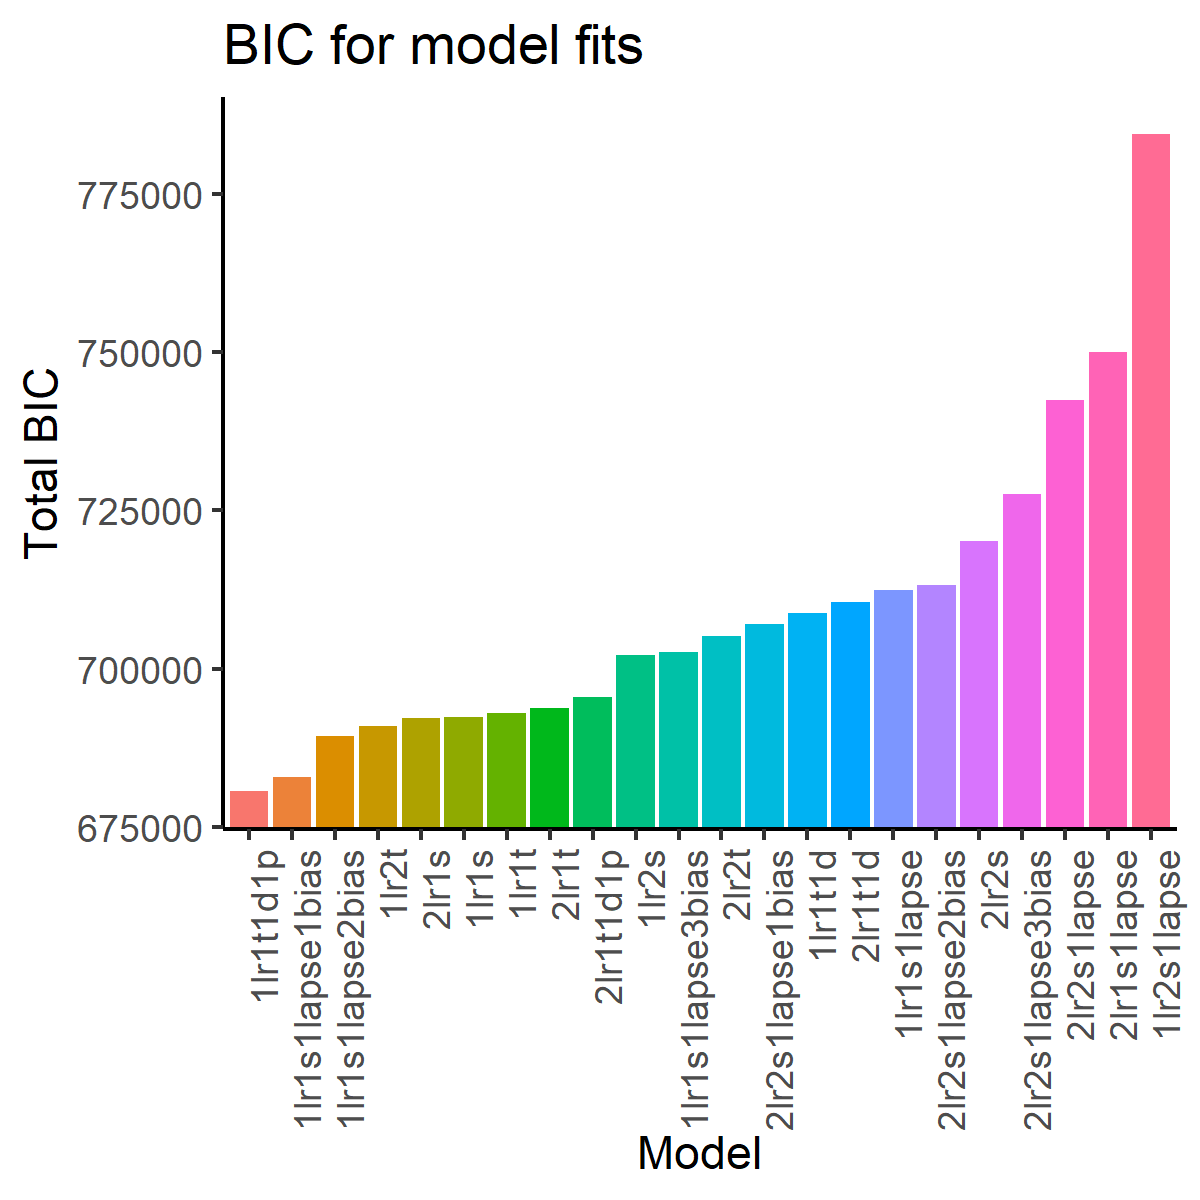 BIC for model fits
Total BIC
775000
750000
725000
700000
675000
1lr1t1d1p
1lr1s1lapse1bias
1lr1s1lapse2bias
1lr2t
2lr1s
1lr1s
1lr1t
2lr1t
2lr1t1d1p
1lr2s
1lr1s1lapse3bias
2lr2t
2lr2s1lapse1bias
1lr1t1d
2lr1t1d
1lr1s1lapse
2lr2s1lapse2bias
2lr2s
2lr2s1lapse3bias
2lr2s1lapse
2lr1s1lapse
1lr2s1lapse
Model